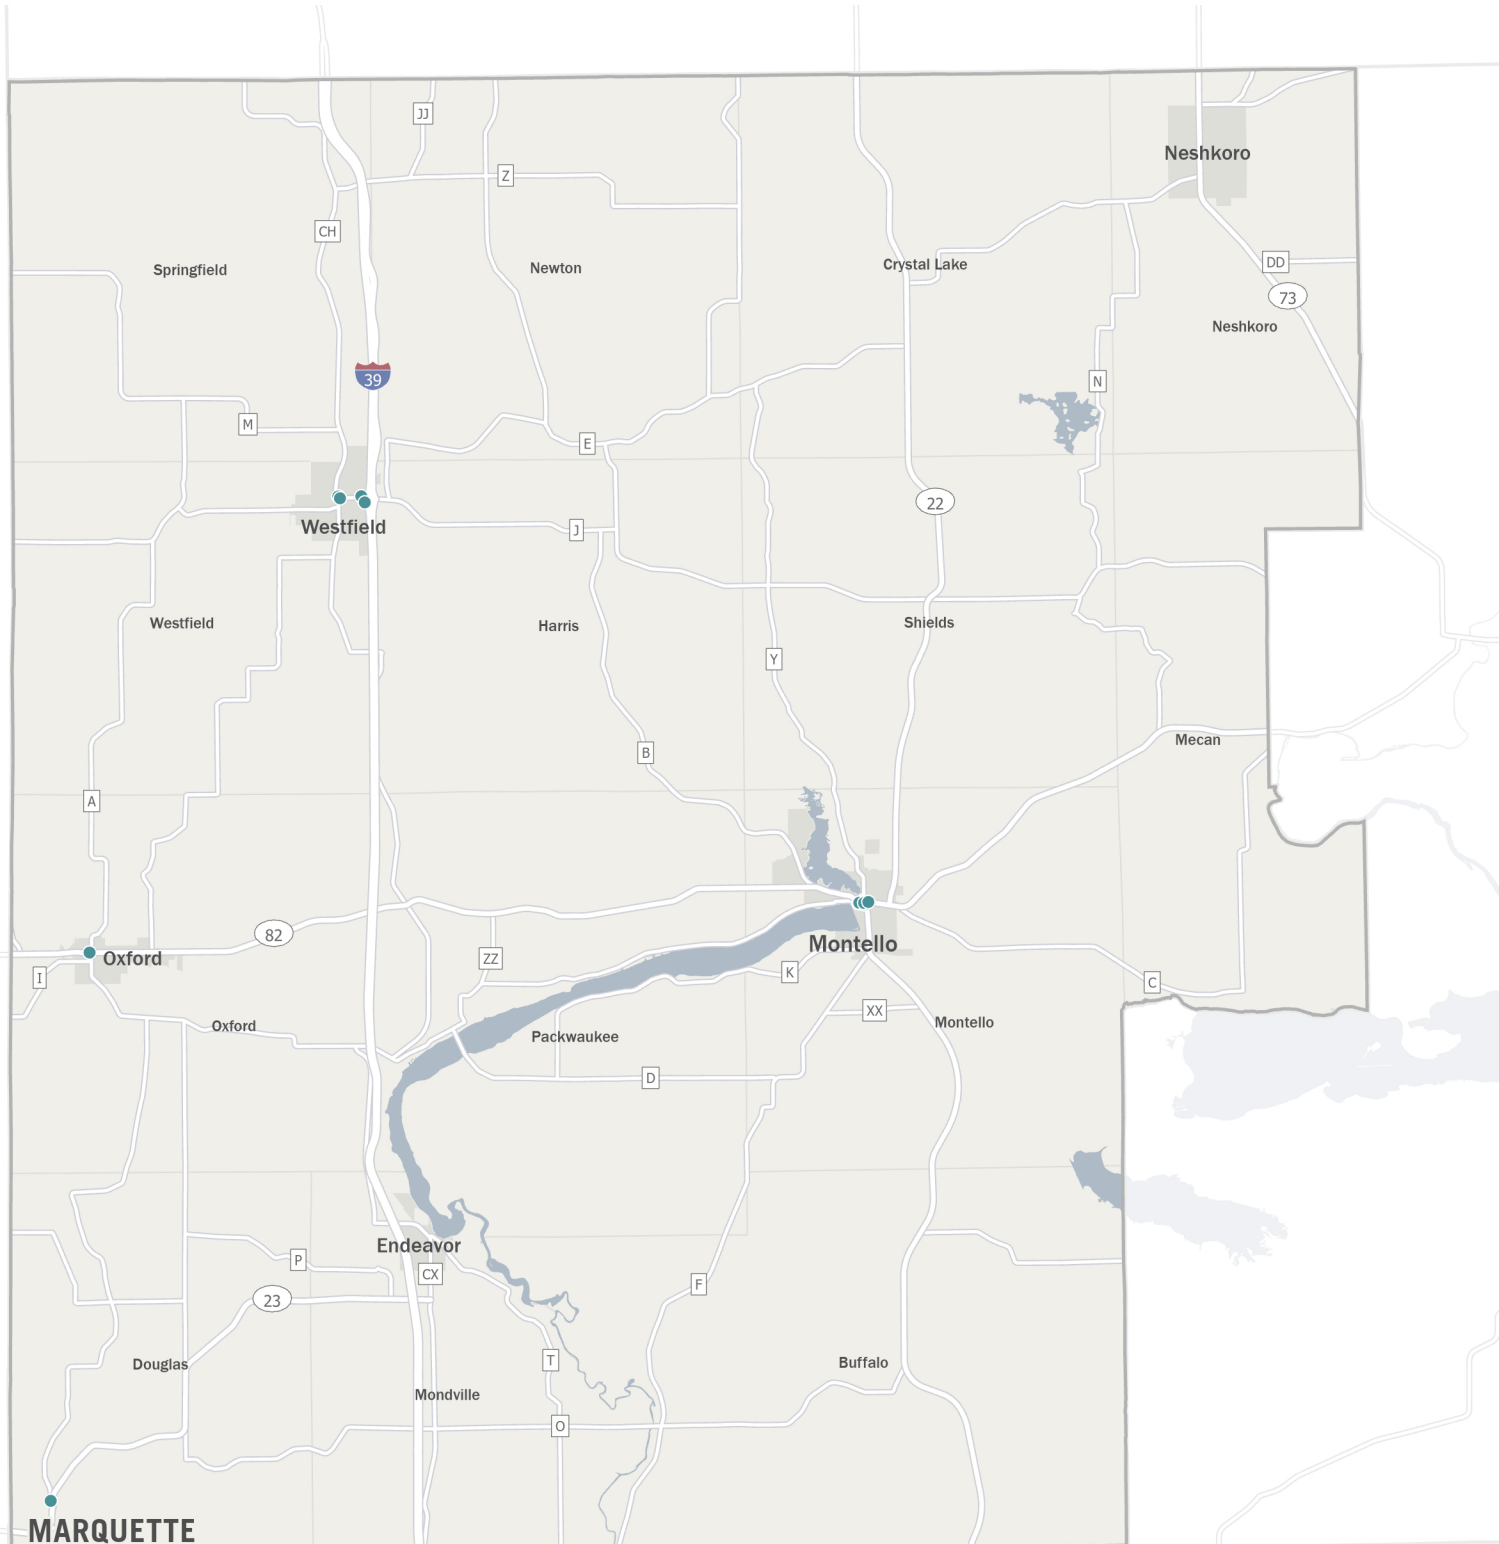 JJ
Neshkoro
Z
CH
DD
Springfield
Newton
Crystal Lake
73
Neshkoro
39
N
M
E
22
Westfield
J
Westfield
Harris
Shields
Y
Mecan
B
A
82
Montello
Oxford
ZZ
K
I
C
XX
Oxford
Packwaukee
Montello
D
Endeavor
P
CX
F
23
T
Douglas
Buffalo
Mondville
O
MARQUETTE